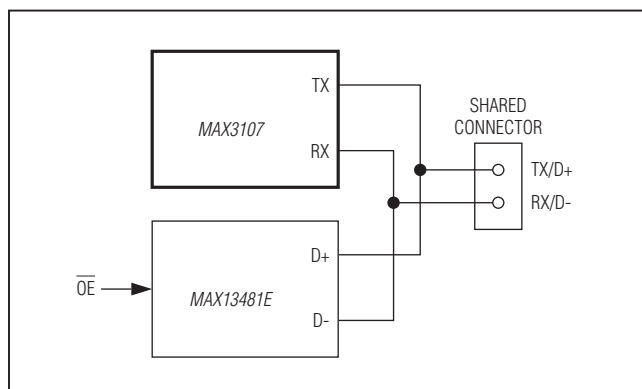 TX
MAX3107
RX
SHARED
CONNECTOR
TX/D+
RX/D-
D+
OE
MAX13481E
D-